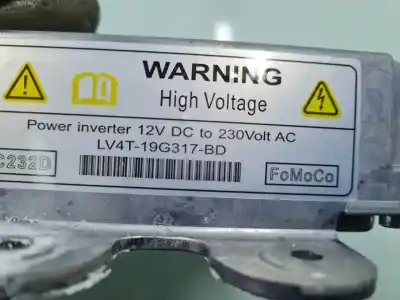 WARNING
High Voltage
Power inverter 12V DC to 230Volt AC
LV4T-19G317-BD
C232D
FoMoCo